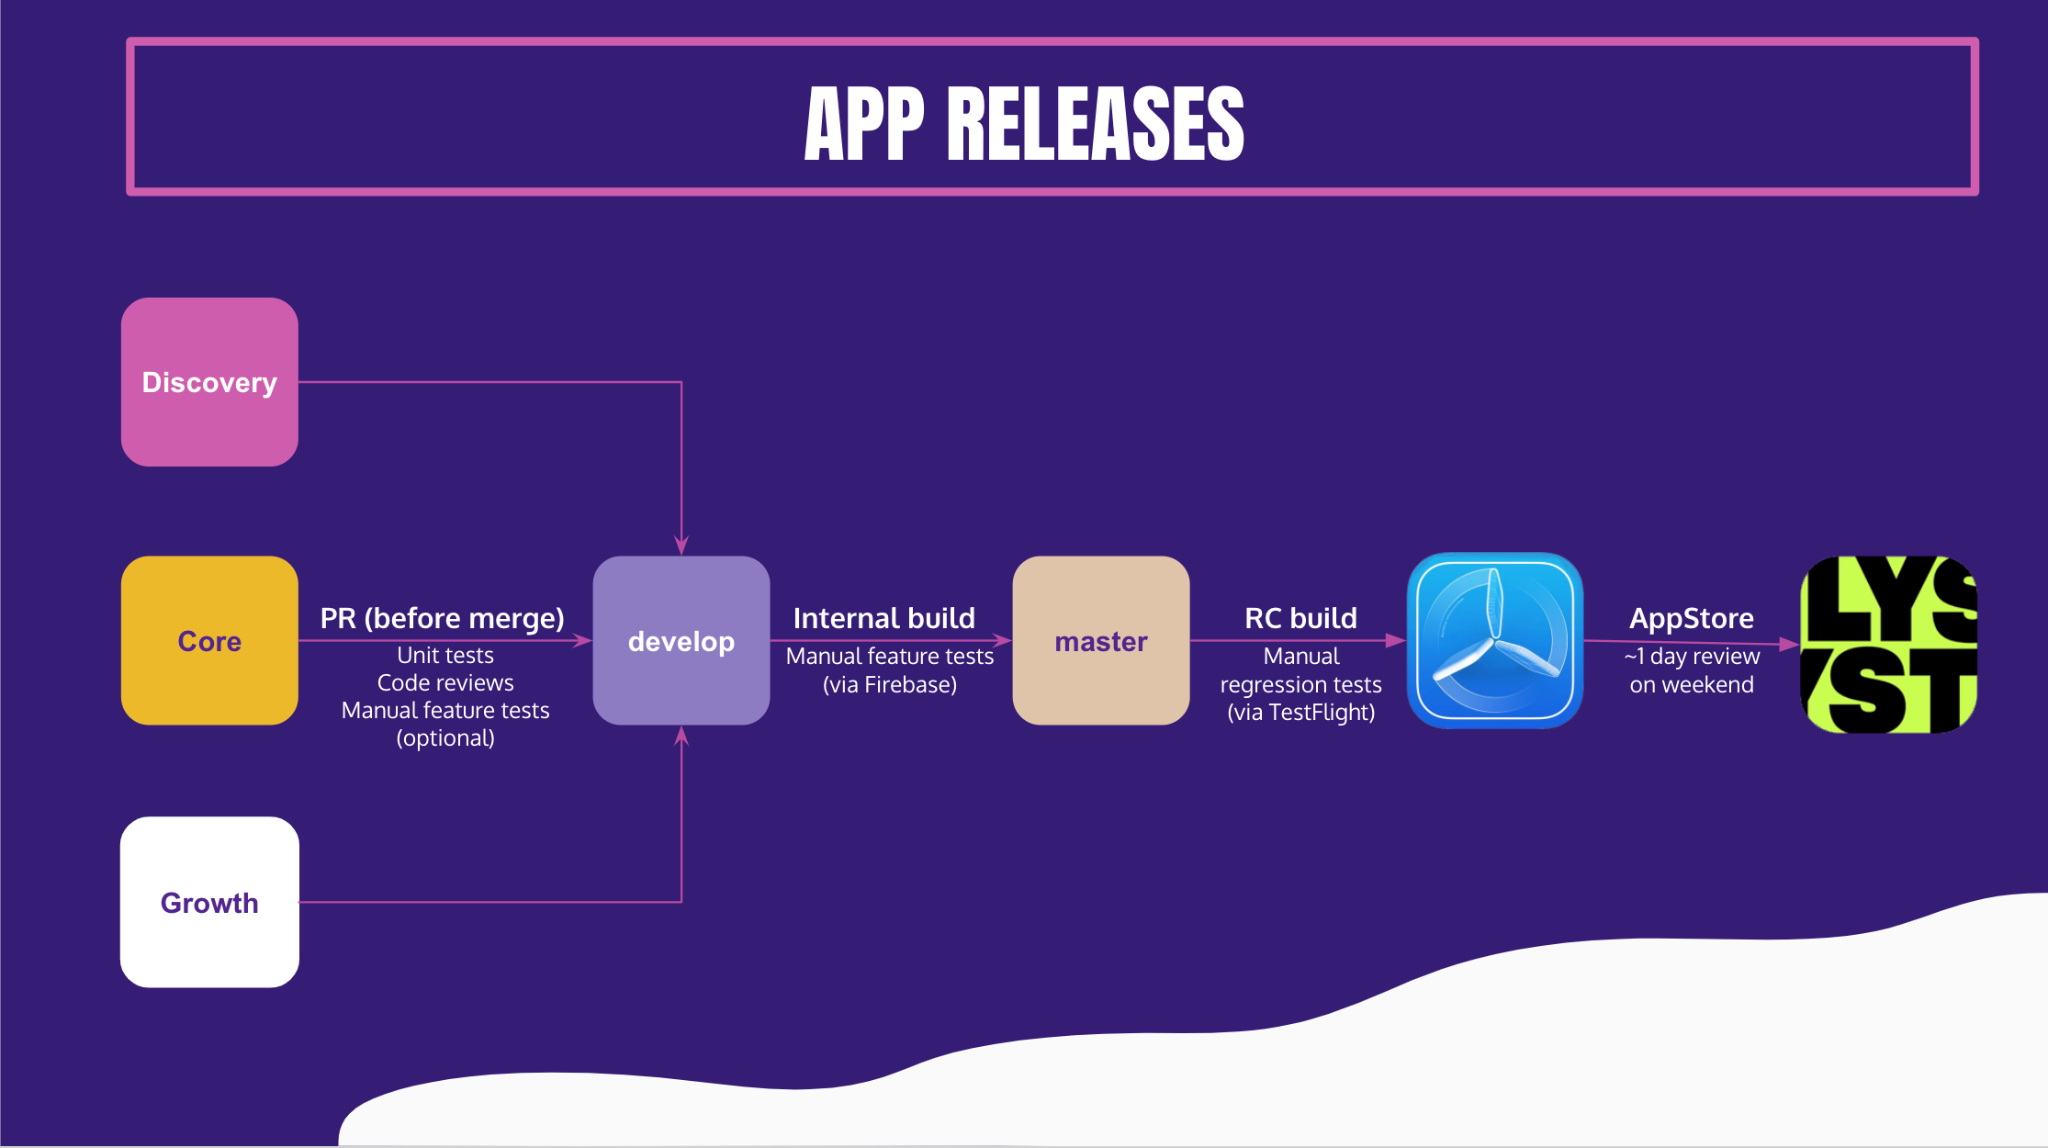 APP RELEASES
Discovery
Core
PR (before merge)
Unit tests
Code reviews
Manual feature tests
(optional)
develop
Internal build
Manual feature tests
(via Firebase)
master
RC build
Manual
regression tests
(via TestFlight)
AppStore
~1 day review
on weekend
LYS
YST
Growth